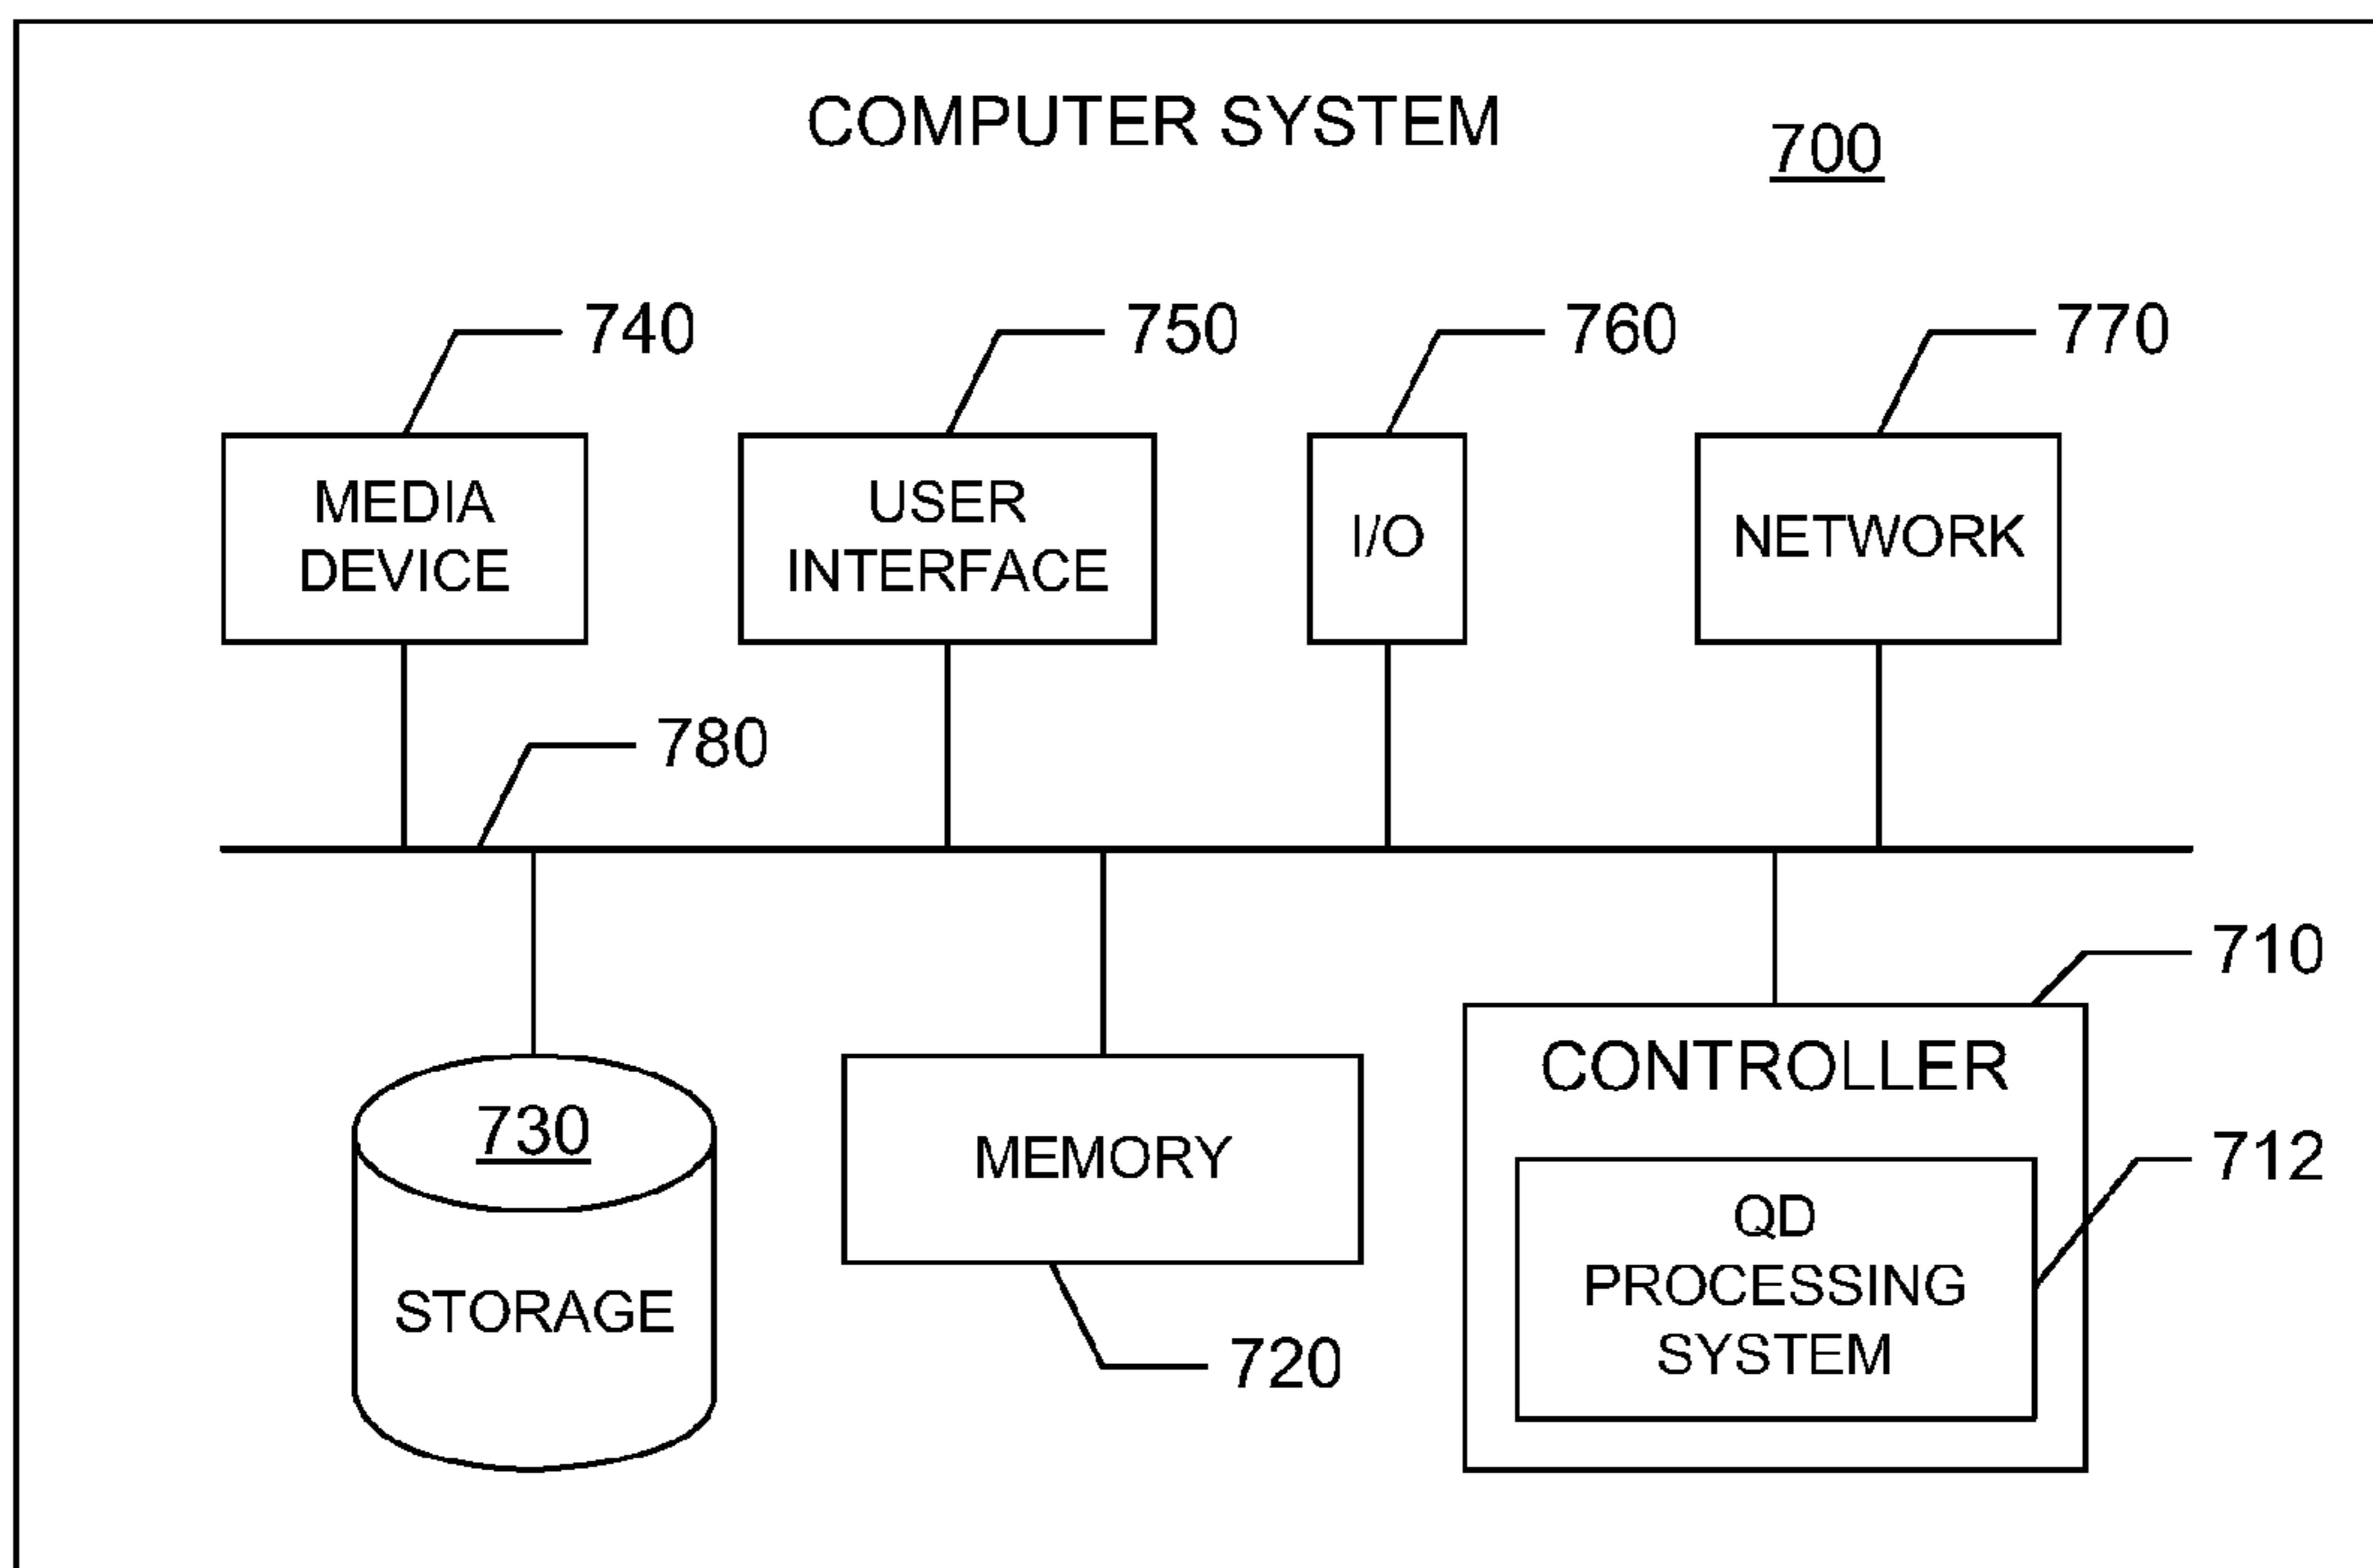 COMPUTER SYSTEM
700
740
750
760
770
MEDIA
DEVICE
USER
INTERFACE
I/O
NETWORK
780
710
730
STORAGE
MEMORY
720
CONTROLLER
712
QD
PROCESSING
SYSTEM